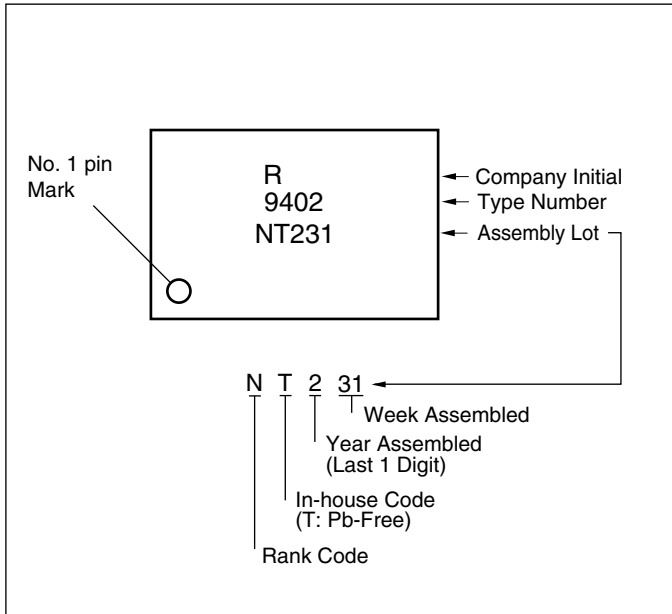 No. 1 pin
Mark
R
9402
NT231
Company Initial
Type Number
Assembly Lot
N T 2 31
Week Assembled
Year Assembled
(Last 1 Digit)
In-house Code
(T: Pb-Free)
Rank Code